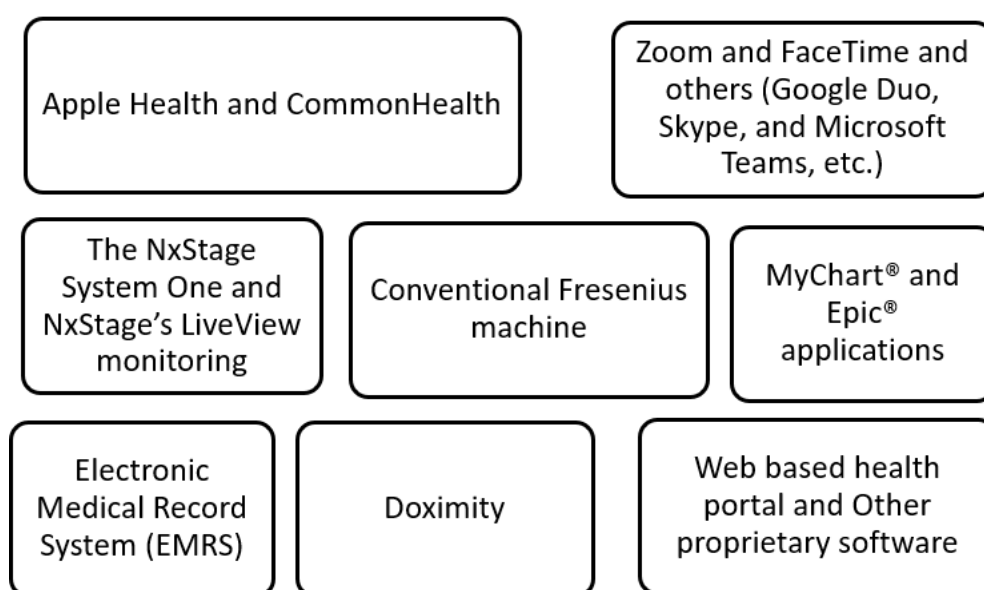 Apple Health and CommonHealth
Zoom and FaceTime and
others (Google Duo,
Skype, and Microsoft
Teams, etc.)
The NxStage
System One and
NxStage’s LiveView
monitoring
Conventional Fresenius
machine
MyChart® and
Epic®
applications
Electronic
Medical Record
System (EMRS)
Doximity
Web based health
portal and Other
proprietary software